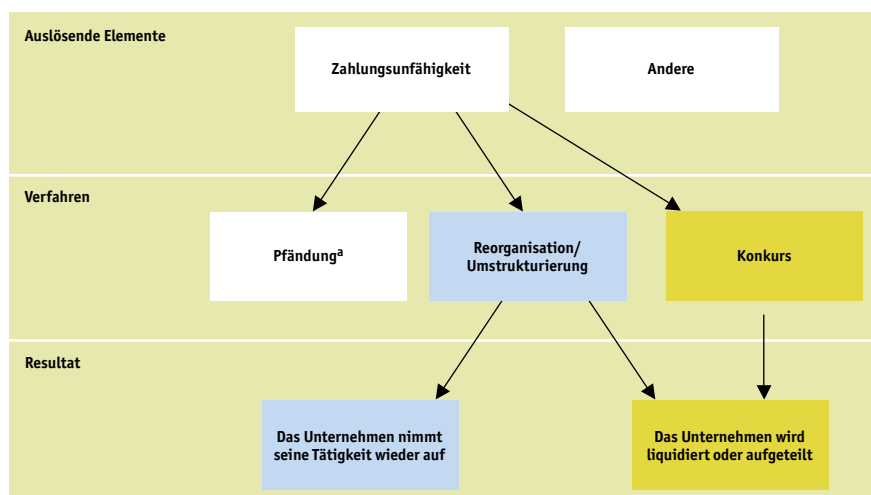 Auslösende Elemente
Zahlungsunfähigkeit
Andere
Verfahren
Pfändungᵃ
Reorganisation/
Umstrukturierung
Konkurs
Resultat
Das Unternehmen nimmt
seine Tätigkeit wieder auf
Das Unternehmen wird
liquidiert oder aufgeteilt